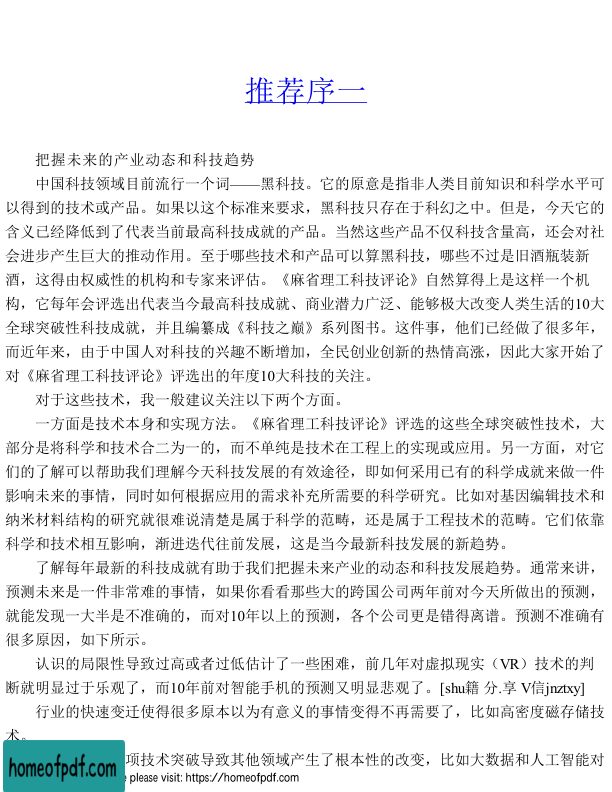 推荐序一
把握未来的产业动态和科技趋势
中国科技领域目前流行一个词——黑科技。它的原意是指非人类目前知识和科学水平可
以得到的技术或产品。如果以这个标准来要求，黑科技只存在于科幻之中。但是，今天它的
含义已经降低到了代表当前最高科技成就的产品。当然这些产品不仅科技含量高，还会对社
会进步产生巨大的推动作用。至于哪些技术和产品可以算黑科技，哪些不过是旧酒瓶装新
酒，这得由权威性的机构和专家来评估。《麻省理工科技评论》自然算得上是这样一个机
构，它每年会评选出代表当今最高科技成就、商业潜力广泛、能够极大改变人类生活的10大
全球突破性科技成就，并且编纂成《科技之巅》系列图书。这件事，他们已经做了很多年，
而近年来，由于中国人对科技的兴趣不断增加，全民创业创新的热情高涨，因此大家开始了
对《麻省理工科技评论》评选出的年度10大科技的关注。
对于这些技术，我一般建议关注以下两个方面。
一方面是技术本身和实现方法。《麻省理工科技评论》评选的这些全球突破性技术，大
部分是将科学和技术合二为一的，而不单纯是技术在工程上的实现或应用。另一方面，对它
们的了解可以帮助我们理解今天科技发展的有效途径，即如何采用已有的科学成就来做一件
影响未来的事情，同时如何根据应用的需求补充所需要的科学研究。比如对基因编辑技术和
纳米材料结构的研究就很难说清楚是属于科学的范畴，还是属于工程技术的范畴。它们依靠
科学和技术相互影响，渐进迭代往前发展，这是当今最新科技发展的新趋势。
了解每年最新的科技成就有助于我们把握未来产业的动态和科技发展趋势。通常来讲，
预测未来是一件非常难的事情，如果你看看那些大的跨国公司两年前对今天所做出的预测，
就能发现一大半是不准确的，而对10年以上的预测，各个公司更是错得离谱。预测不准确有
很多原因，如下所示。
认识的局限性导致过高或者过低估计了一些困难，前几年对虚拟现实（VR）技术的判
断就明显过于乐观了，而10年前对智能手机的预测又明显悲观了。[shu籍 分.享 V信jnztxy]
行业的快速变迁使得很多原本以为有意义的事情变得不再需要了，比如高密度磁存储技
术。
项技术突破导致其他领域产生了根本性的改变，比如大数据和人工智能对
homeofpdf.com
please visit: https://homeofpdf.com